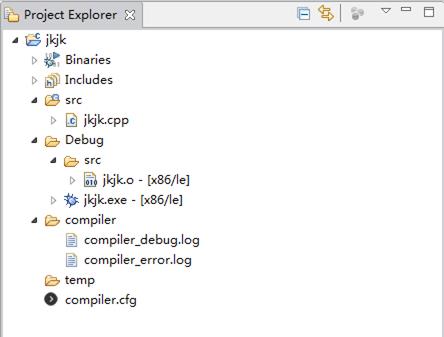 Project Explorer
jkjk
Binaries
Includes
src
jkjk.cpp
Debug
src
jkjk.o - [x86/le]
jkjk.exe - [x86/le]
compiler
compiler_debug.log
compiler_error.log
temp
compiler.cfg